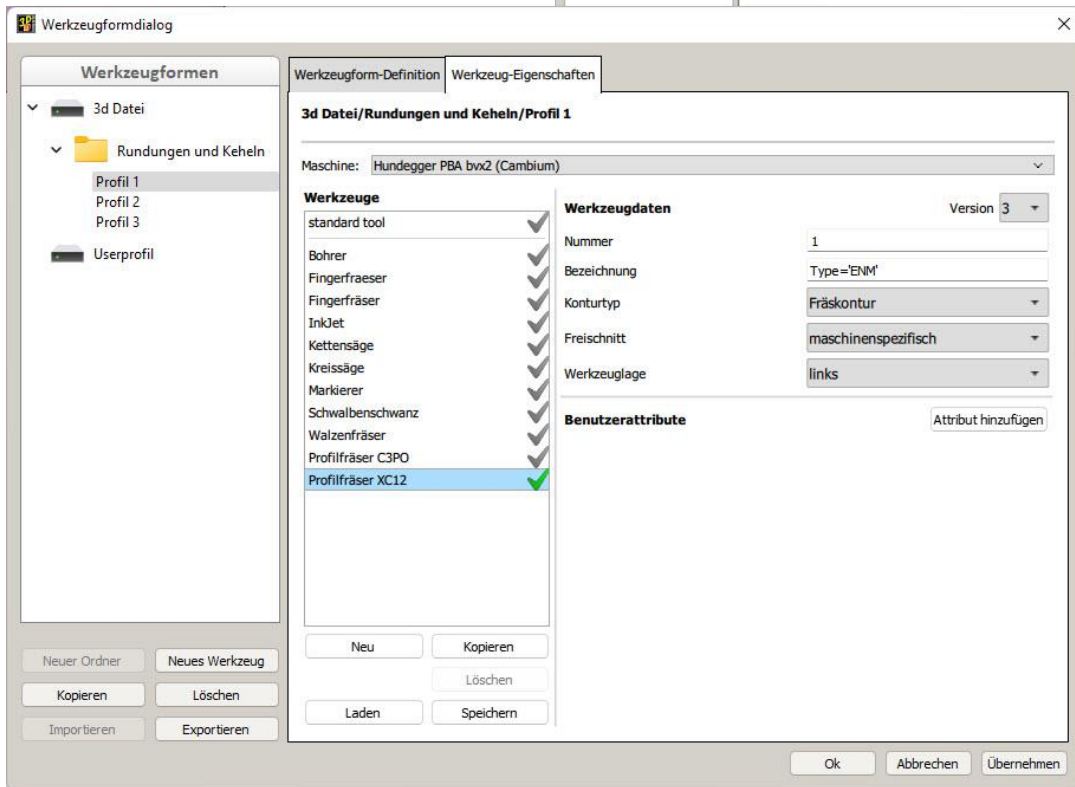 Werkzeugformdialog
Werkzeugformen
3d Datei
Rundungen und Keheln
Profil 1
Profil 2
Profil 3
Userprofil
Neuer Ordner
Neues Werkzeug
Kopieren
Löschen
Importieren
Exportieren
Werkzeugform-Definition
Werkzeug-Eigenschaften
3d Datei/Rundungen und Keheln/Profil 1
Maschine: Hundegger PBA bvx2 (Cambium)
Werkzeuge
standard tool
Bohrer
Fingerfraeser
Fingerfräser
InkJet
Kettensäge
Kreissäge
Markierer
Schwalbenschwanz
Walzenfräser
Profilfräser C3PO
Profilfräser XC12
Neu
Kopieren
Löschen
Laden
Speichern
Werkzeugdaten
Version 3
Nummer 1
Bezeichnung Type='ENM'
Konturtyp Fräskontur
Freischnitt maschinenspezifisch
Werkzeuglage links
Benutzerattribute
Attribut hinzufügen
Ok
Abbrechen
Übernehmen